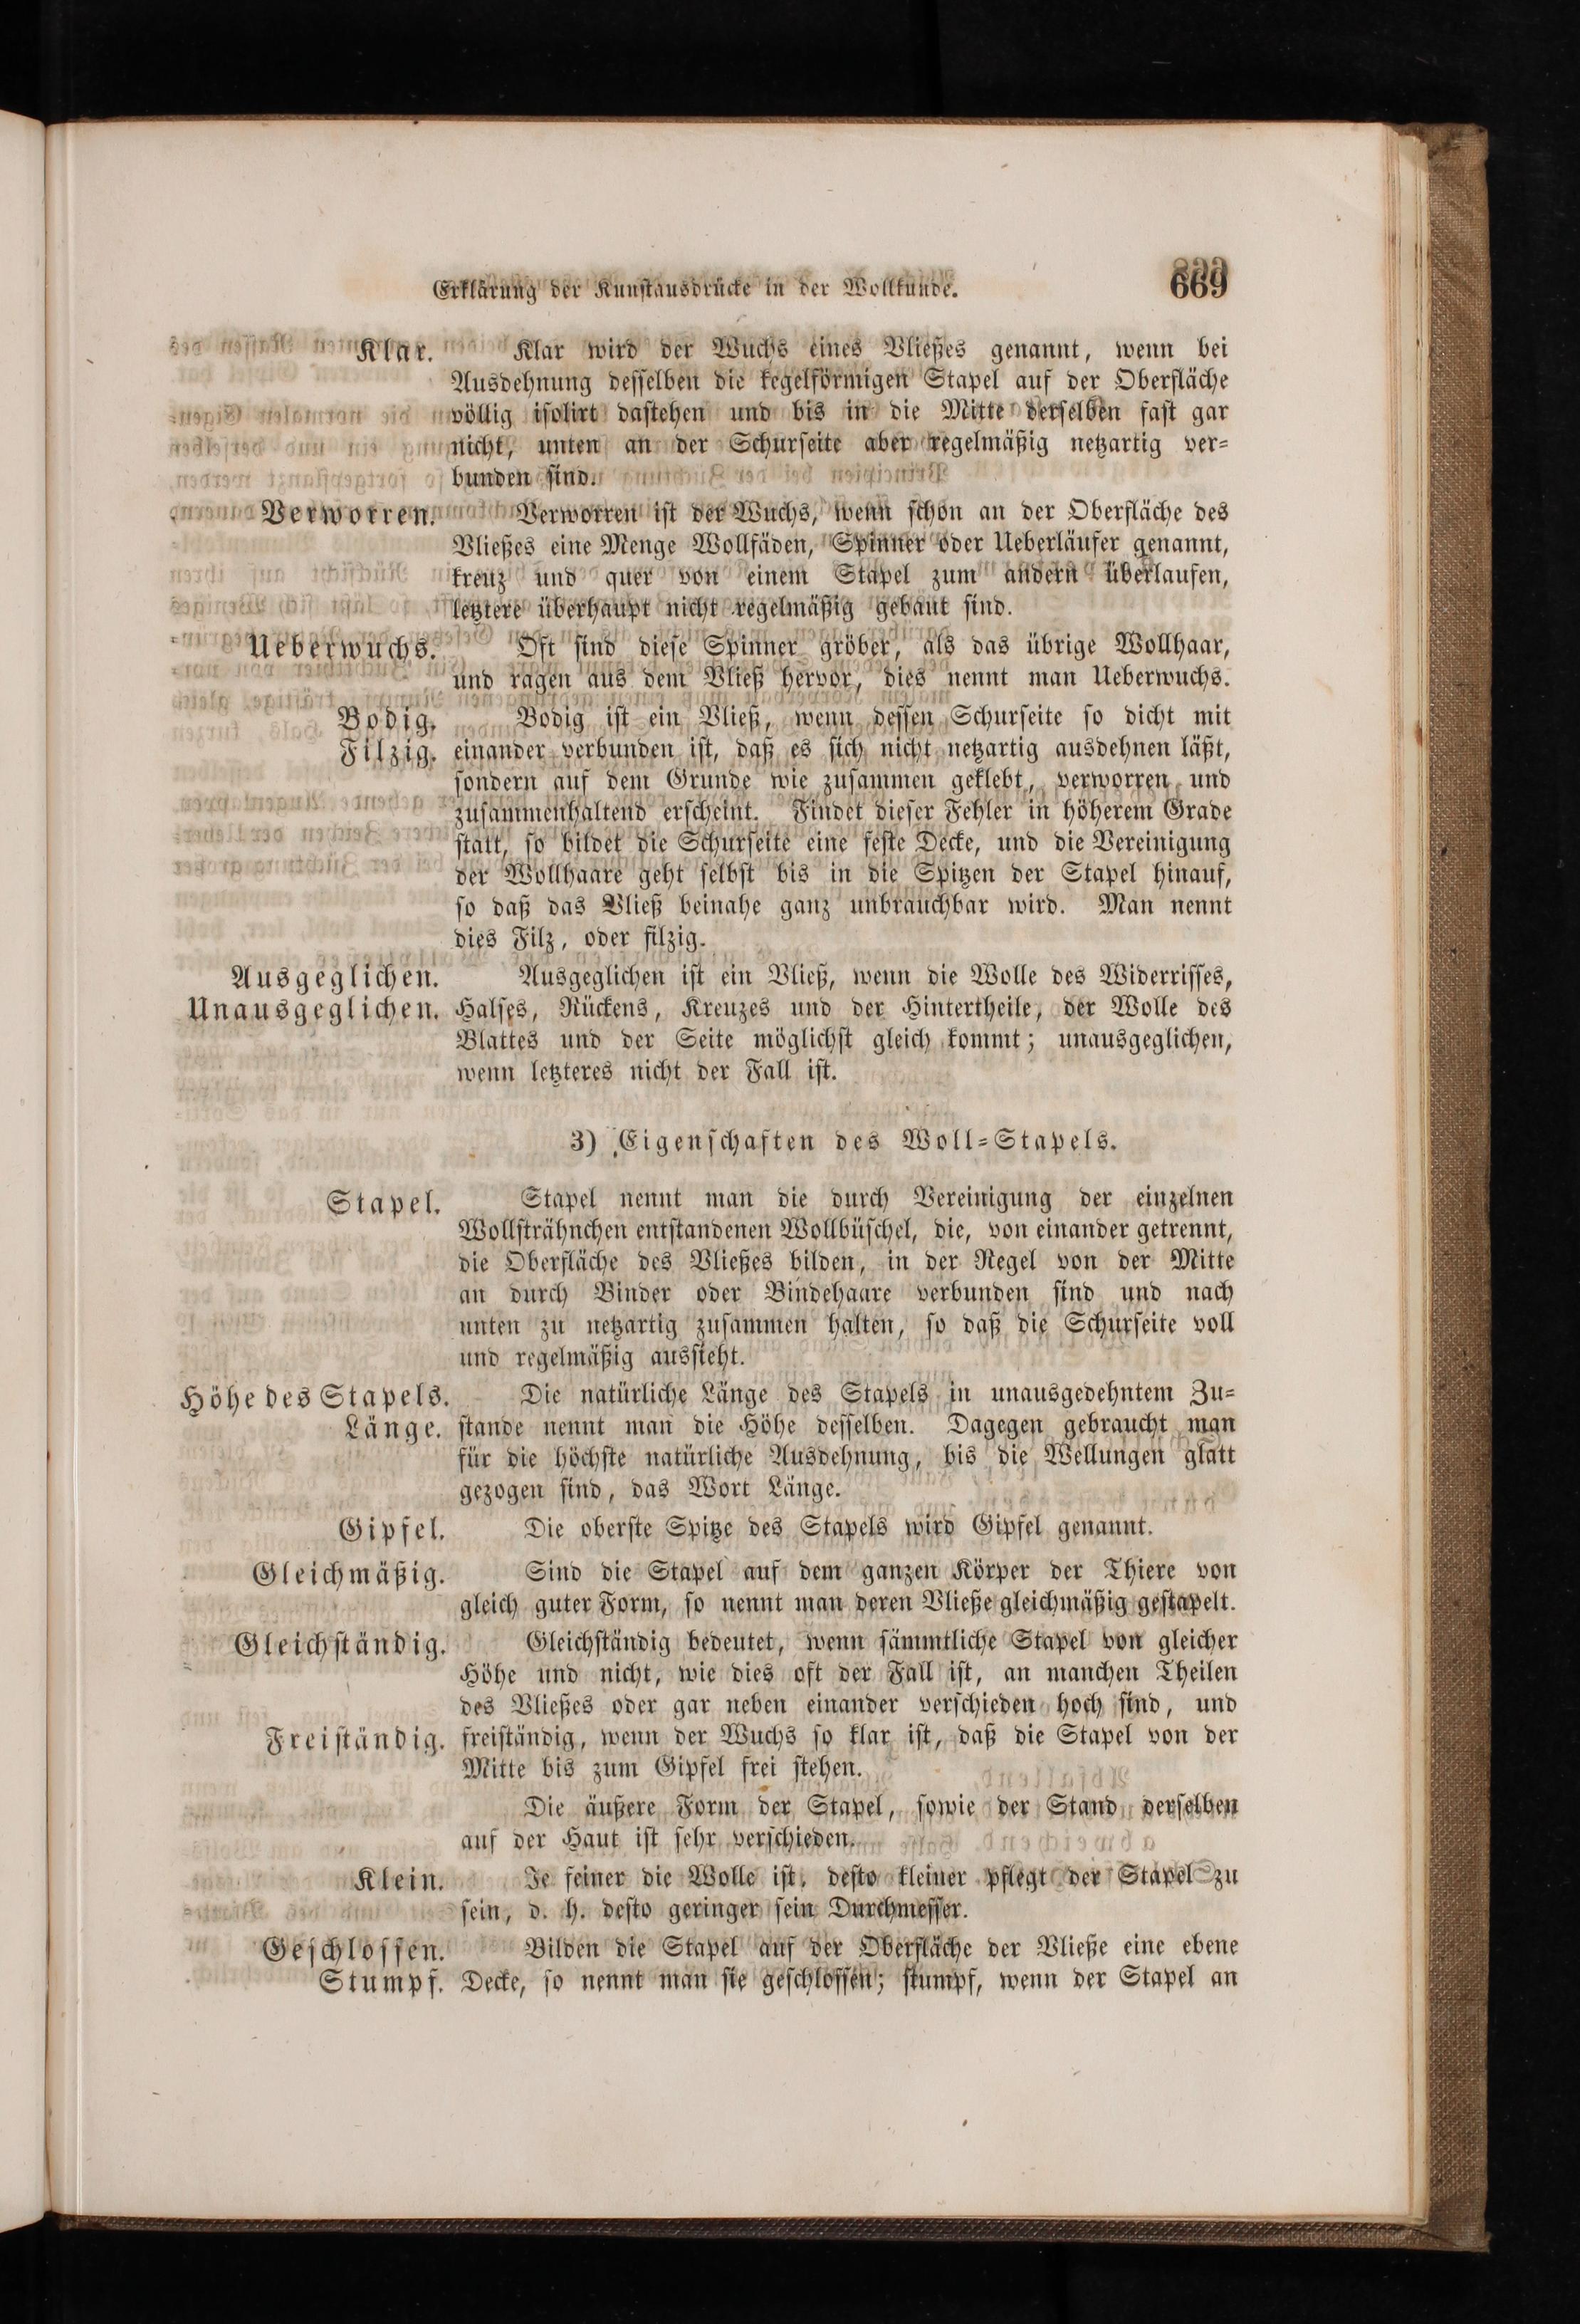 Erklärung der Kunstausdrücke in der Wollkunde. 669
Klar. Klar wird der Wuchs eines Vließes genannt, wenn bei
Ausdehnung desselben die kegelförmigen Stapel auf der Oberfläche
völlig isolirt dastehen und bis in die Mitte derselben fast gar
nicht, unten an der Schurseite aber regelmäßig netzartig ver-
bunden sind.
Verworren. Verworren ist der Wuchs, wenn schon an der Oberfläche des
Vließes eine Menge Wollfäden, Spinner oder Ueberläufer genannt,
kreuz und quer von einem Stapel zum andern überlaufen,
letztere überhaupt nicht regelmäßig gebaut sind.
Ueberwuchs. Oft sind diese Spinner gröber, als das übrige Wollhaar,
und ragen aus dem Vließ hervor, dies nennt man Ueberwuchs.
Bodig. Bodig ist ein Vließ, wenn dessen Schurseite so dicht mit
Filzig. einander verbunden ist, daß es sich nicht netzartig ausdehnen läßt,
sondern auf dem Grunde wie zusammen geklebt, verworren und
zusammenhaltend erscheint. Findet dieser Fehler in höherem Grade
statt, so bildet die Schurseite eine feste Decke, und die Vereinigung
der Wollhaare geht selbst bis in die Spitzen der Stapel hinauf,
so daß das Vließ beinahe ganz unbrauchbar wird. Man nennt
dies Filz, oder filzig.
Ausgeglichen. Ausgeglichen ist ein Vließ, wenn die Wolle des Widerrisses,
Unausgeglichen. Halses, Rückens, Kreuzes und der Hintertheile, der Wolle des
Blattes und der Seite möglichst gleich kommt; unausgeglichen,
wenn letzteres nicht der Fall ist.
3) Eigenschaften des Woll-Stapels.
Stapel. Stapel nennt man die durch Vereinigung der einzelnen
Wollsträhnchen entstandenen Wollbüschel, die, von einander getrennt,
die Oberfläche des Vließes bilden, in der Regel von der Mitte
an durch Binder oder Bindehaare verbunden sind und nach
unten zu netzartig zusammen halten, so daß die Schurseite voll
und regelmäßig aussieht.
Höhe des Stapels. Die natürliche Länge des Stapels in unausgedehntem Zu-
Länge. stande nennt man die Höhe desselben. Dagegen gebraucht man
für die höchste natürliche Ausdehnung, bis die Wellungen glatt
gezogen sind, das Wort Länge.
Gipfel. Die oberste Spitze des Stapels wird Gipfel genannt.
Gleichmäßig. Sind die Stapel auf dem ganzen Körper der Thiere von
gleich guter Form, so nennt man deren Vließe gleichmäßig gestapelt.
Gleichständig. Gleichständig bedeutet, wenn sämmtliche Stapel von gleicher
Höhe und nicht, wie dies oft der Fall ist, an manchen Theilen
des Vließes oder gar neben einander verschieden hoch sind, und
Freiständig. freiständig, wenn der Wuchs so klar ist, daß die Stapel von der
Mitte bis zum Gipfel frei stehen.
Die äußere Form der Stapel, sowie der Stand derselben
auf der Haut ist sehr verschieden.
Klein. Je feiner die Wolle ist, desto kleiner pflegt der Stapel zu
sein, d. h. desto geringer sein Durchmesser.
Geschlossen. Bilden die Stapel auf der Oberfläche der Vließe eine ebene
Stumpf. Decke, so nennt man sie geschlossen; stumpf, wenn der Stapel an